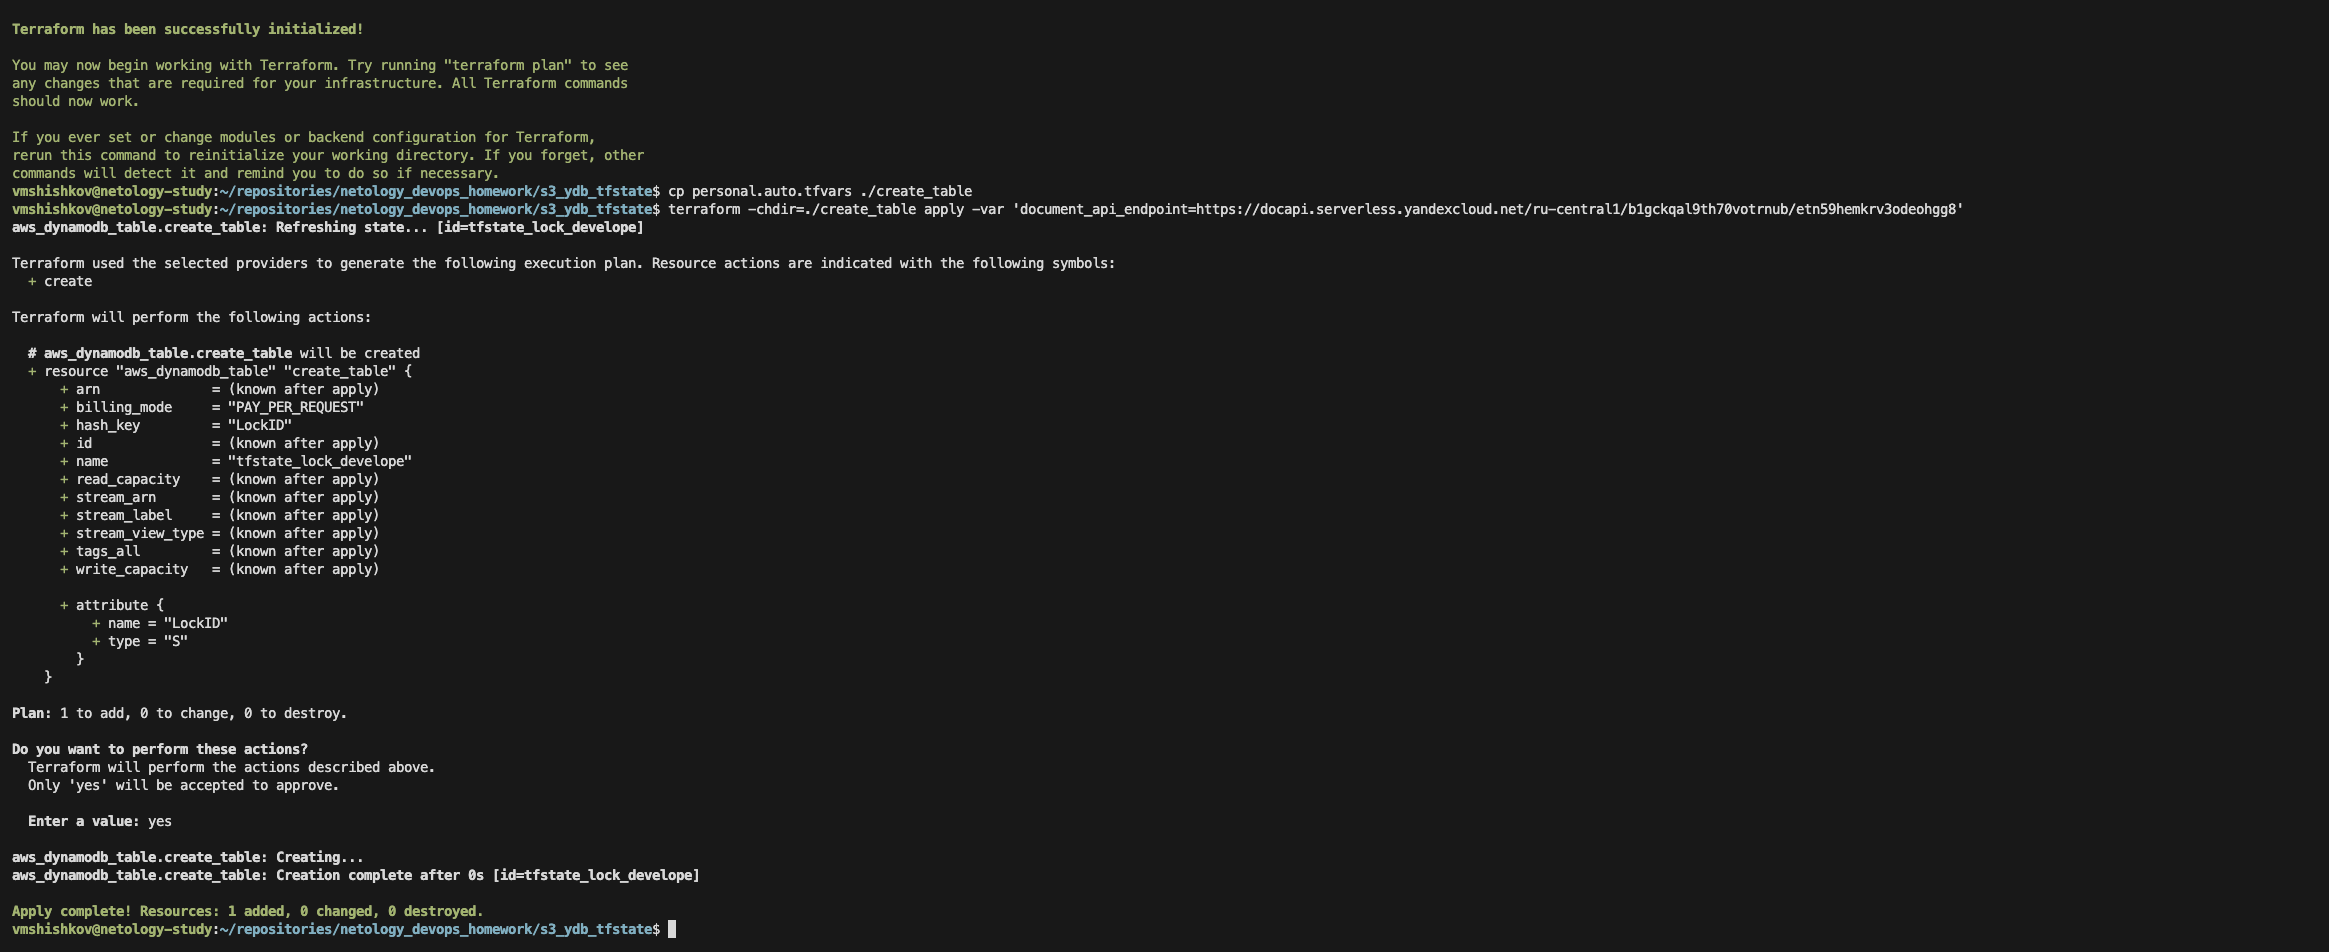 Terraform has been successfully initialized!
You may now begin working with Terraform. Try running "terraform plan" to see
any changes that are required for your infrastructure. All Terraform commands
should now work.
If you ever set or change modules or backend configuration for Terraform,
rerun this command to reinitialize your working directory. If you forget, other
commands will detect it and remind you to do so if necessary.
vmshishkov@netology-study:~/repositories/netology_devops_homework/s3_ydb_tfstate$ cp personal.auto.tfvars ./create_table
vmshishkov@netology-study:~/repositories/netology_devops_homework/s3_ydb_tfstate$ terraform -chdir=./create_table apply -var 'document_api_endpoint=https://docapi.serverless.yandexcloud.net/ru-central1/b1gckqal9th70votrnub/etn59hemkrv3odeohgg8'
aws_dynamodb_table.create_table: Refreshing state... [id=tfstate_lock_develope]
Terraform used the selected providers to generate the following execution plan. Resource actions are indicated with the following symbols:
  + create
Terraform will perform the following actions:
  # aws_dynamodb_table.create_table will be created
  + resource "aws_dynamodb_table" "create_table" {
      + arn              = (known after apply)
      + billing_mode     = "PAY_PER_REQUEST"
      + hash_key         = "LockID"
      + id               = (known after apply)
      + name             = "tfstate_lock_develope"
      + read_capacity    = (known after apply)
      + stream_arn       = (known after apply)
      + stream_label     = (known after apply)
      + stream_view_type = (known after apply)
      + tags_all         = (known after apply)
      + write_capacity   = (known after apply)
      + attribute {
          + name = "LockID"
          + type = "S"
        }
    }
Plan: 1 to add, 0 to change, 0 to destroy.
Do you want to perform these actions?
  Terraform will perform the actions described above.
  Only 'yes' will be accepted to approve.
  Enter a value: yes
aws_dynamodb_table.create_table: Creating...
aws_dynamodb_table.create_table: Creation complete after 0s [id=tfstate_lock_develope]
Apply complete! Resources: 1 added, 0 changed, 0 destroyed.
vmshishkov@netology-study:~/repositories/netology_devops_homework/s3_ydb_tfstate$